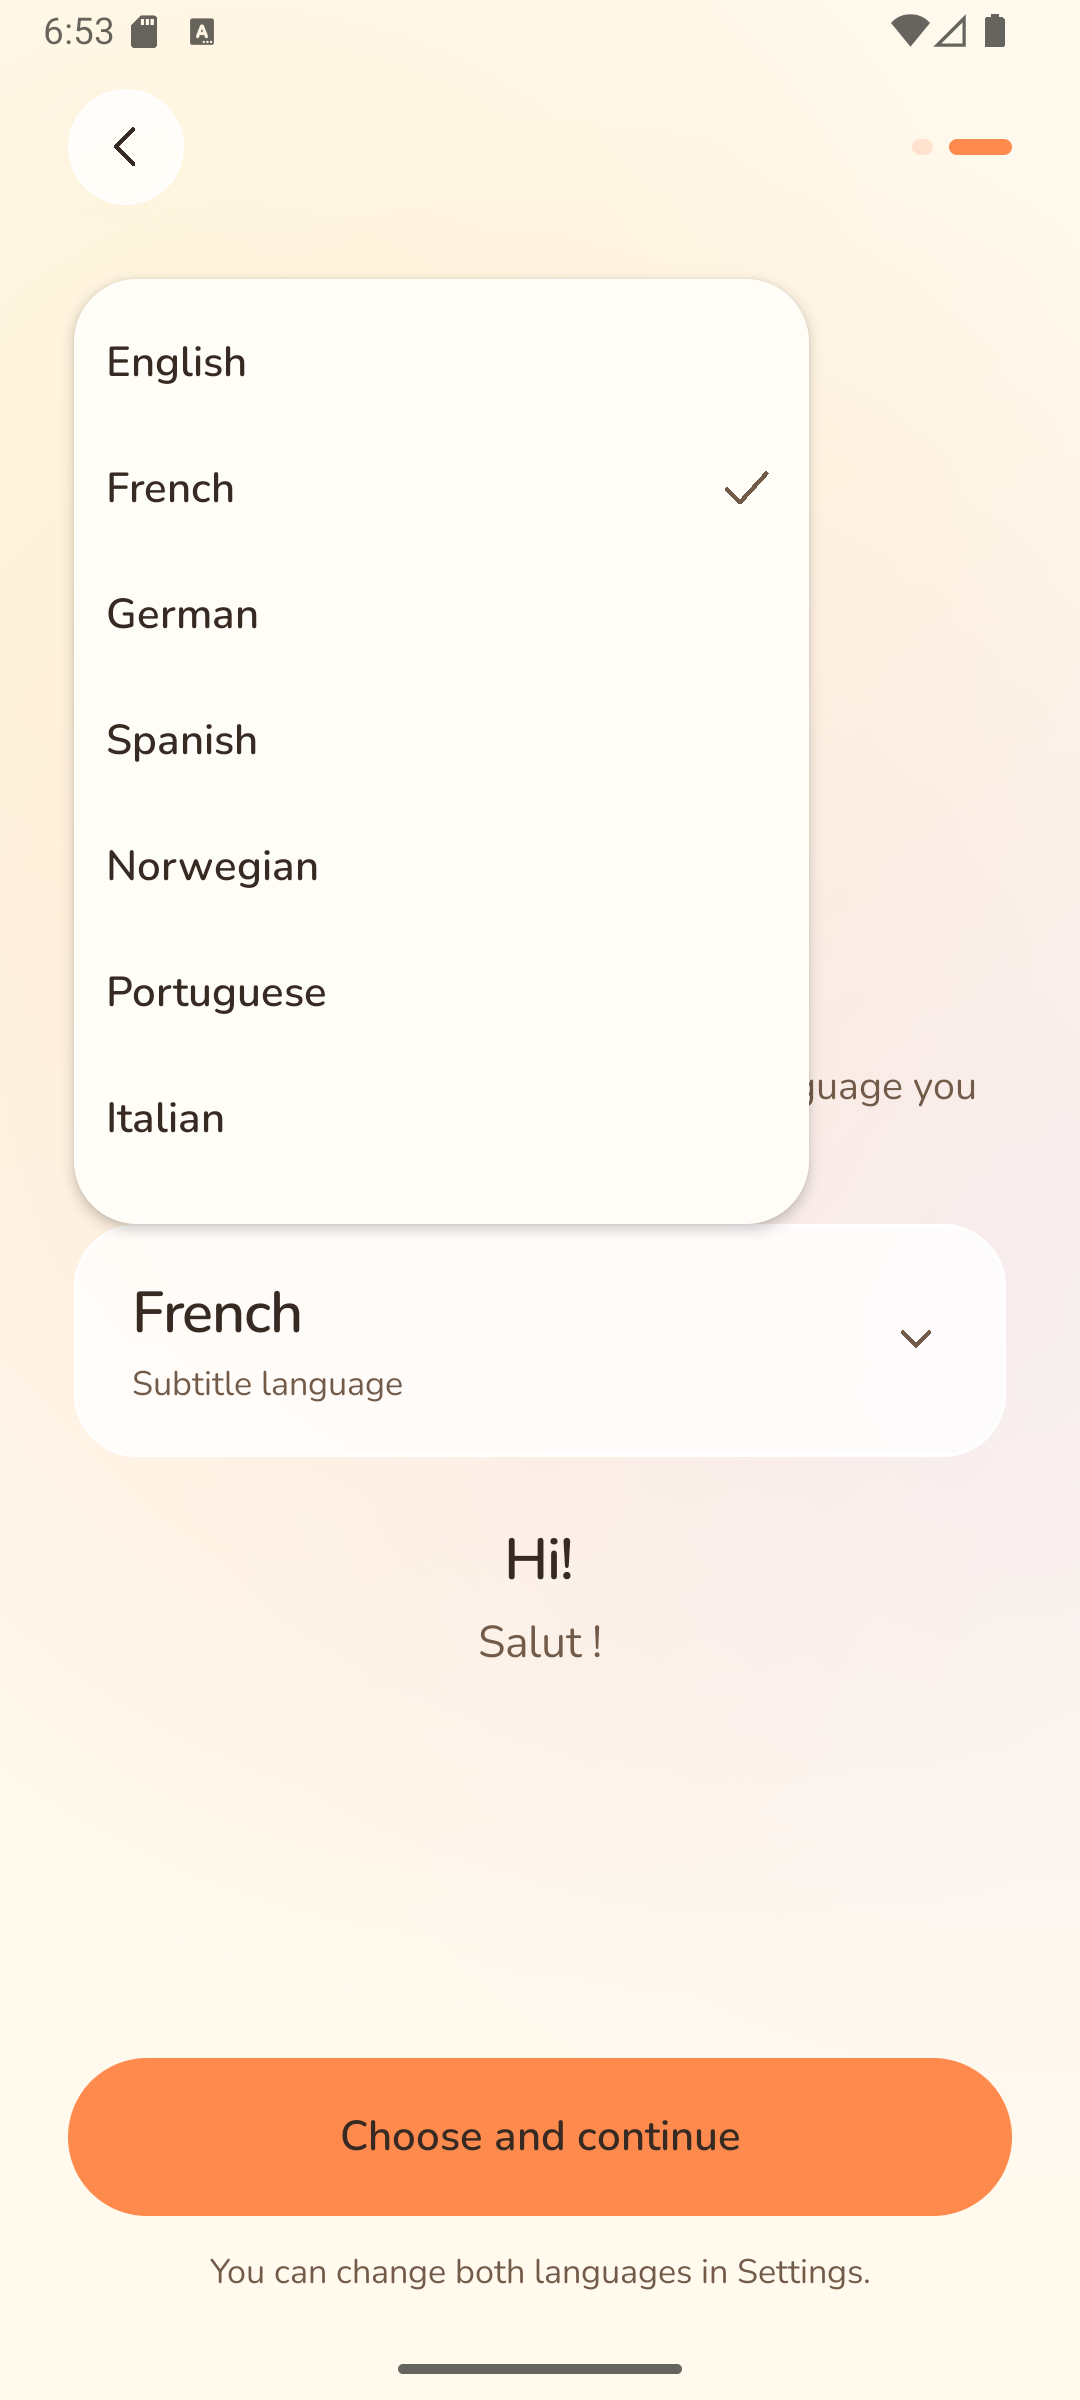 6:53
English
French
German
Spanish
Norwegian
Portuguese
Italian
you
French
Subtitle language
Hi!
Salut !
Choose and continue
You can change both languages in Settings.